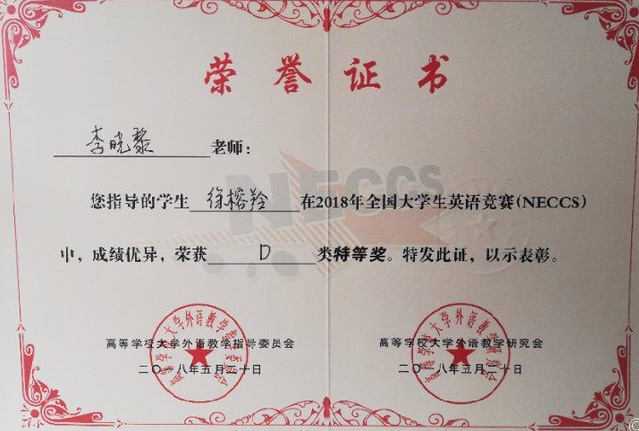 荣誉证书
李晓黎 老师：
您指导的学生 徐榕羚 在2018年全国大学生英语竞赛(NECCS)
中，成绩优异，荣获 D 类特等奖。特发此证，以示表彰。
NECCS
高等学校大学外语教学指导委员会 高等学校大学外语教学研究会
二〇一八年五月二十日 二〇一八年五月二十日